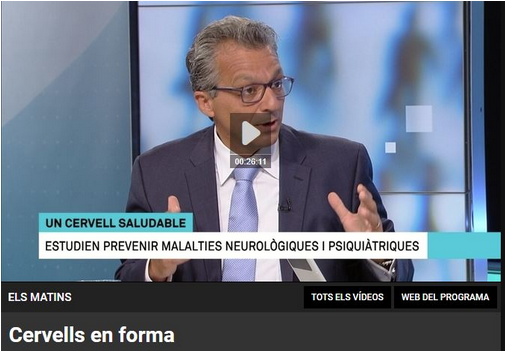 00:26:11
UN CERVELL SALUDABLE
ESTUDIEN PREVENIR MALALTIES NEUROLÒGIQUES I PSIQUIÀTRIQUES
ELS MATINS
TOTS ELS VÍDEOS
WEB DEL PROGRAMA
Cervells en forma